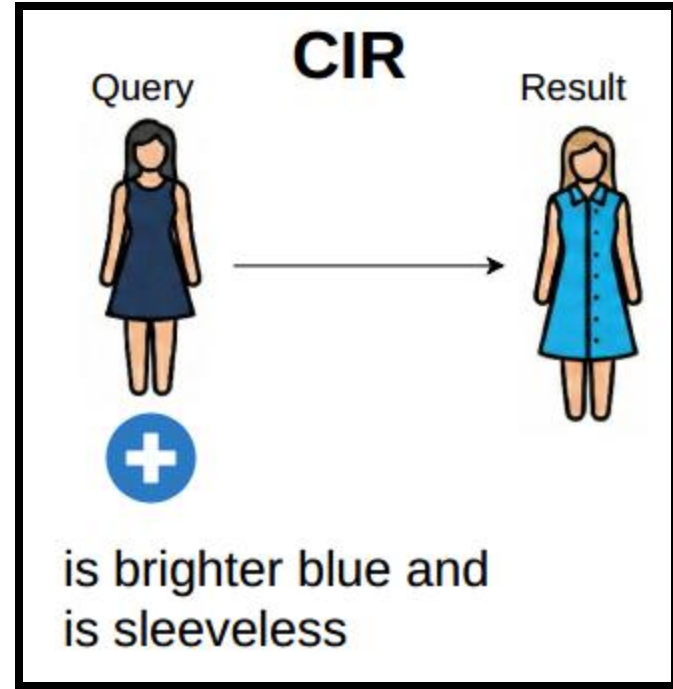 CIR
Query
Result
is brighter blue and
is sleeveless